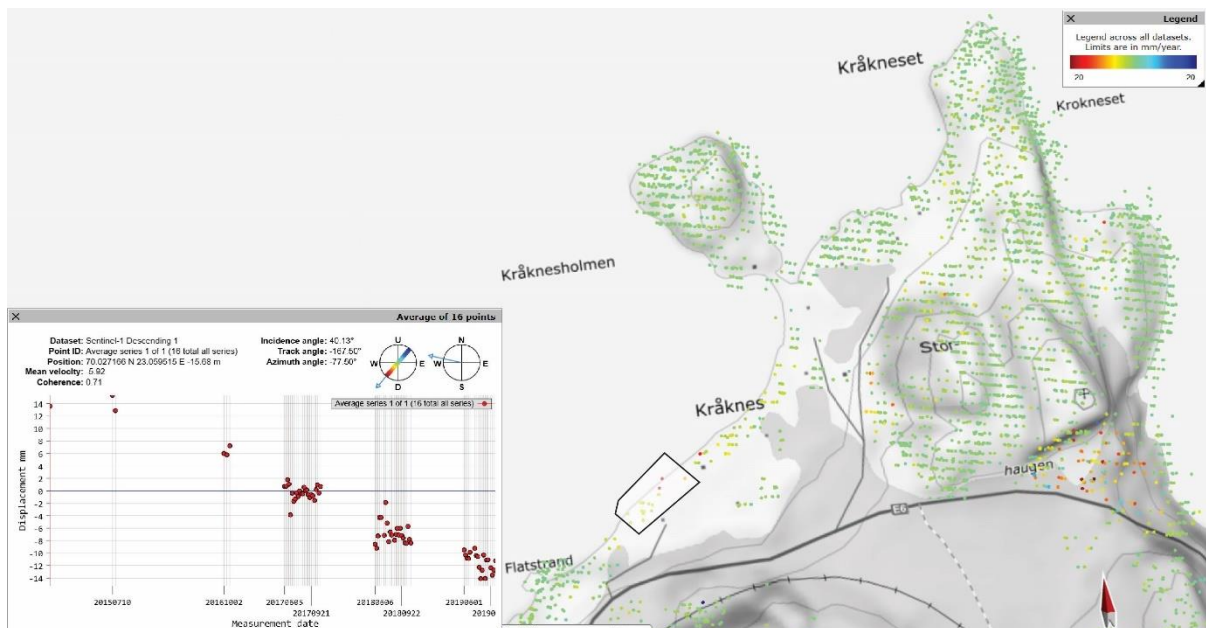 Legend
Legend across all datasets.
Limits are in mm/year.
20 20
Kråkneset
Krokneset
Kråknesholmen
Stor-
Kråknes
haugen
E6
Flatstrand
Average of 16 points
Dataset: Sentinel-1 Descending 1
Point ID: Average series 1 of 1 (16 total all series)
Position: 70.027166 N 23.059515 E -15.68 m
Mean velocity: -5.92
Coherence: 0.71
Incidence angle: 40.13°
Track angle: -167.50°
Azimuth angle: -77.50°
U
W E
D
N
W E
S
Average series 1 of 1 (16 total all series)
Displacement mm
14
12
10
8
6
4
2
0
-2
-4
-6
-8
-10
-12
-14
20150710 20161002 20170603 20180606 20190601
20170921 20180922 20190
Measurement date
N